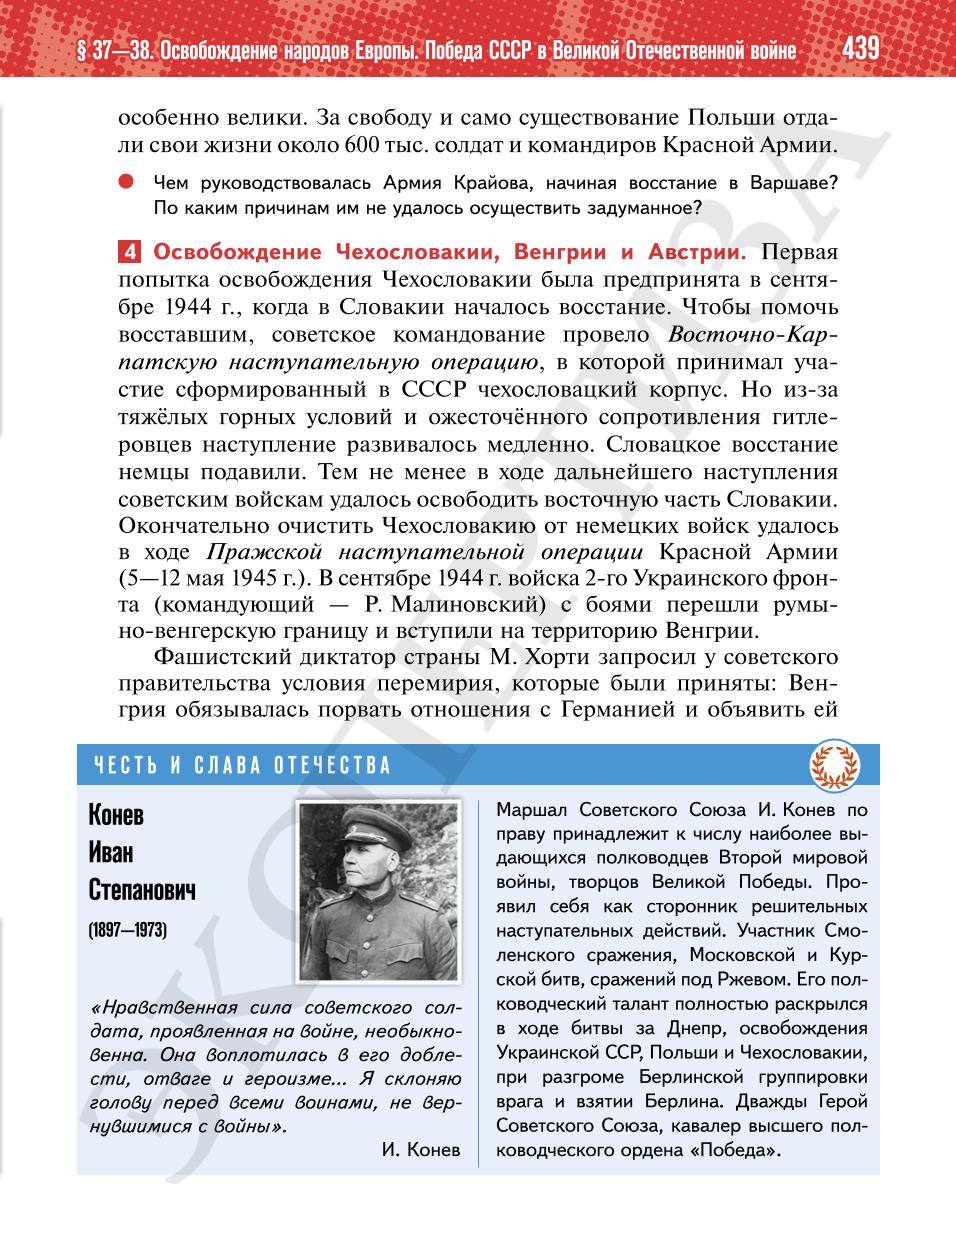 § 37—38. Освобождение народов Европы. Победа СССР в Великой Отечественной войне 439
особенно велики. За свободу и само существование Польши отда-
ли свои жизни около 600 тыс. солдат и командиров Красной Армии.
Чем руководствовалась Армия Крайова, начиная восстание в Варшаве?
По каким причинам им не удалось осуществить задуманное?
4 Освобождение Чехословакии, Венгрии и Австрии. Первая
попытка освобождения Чехословакии была предпринята в сентя-
бре 1944 г., когда в Словакии началось восстание. Чтобы помочь
восставшим, советское командование провело Восточно-Кар-
патскую наступательную операцию, в которой принимал уча-
стие сформированный в СССР чехословацкий корпус. Но из-за
тяжёлых горных условий и ожесточённого сопротивления гитле-
ровцев наступление развивалось медленно. Словацкое восстание
немцы подавили. Тем не менее в ходе дальнейшего наступления
советским войскам удалось освободить восточную часть Словакии.
Окончательно очистить Чехословакию от немецких войск удалось
в ходе Пражской наступательной операции Красной Армии
(5—12 мая 1945 г.). В сентябре 1944 г. войска 2-го Украинского фрон-
та (командующий — Р. Малиновский) с боями перешли румы-
но-венгерскую границу и вступили на территорию Венгрии.
Фашистский диктатор страны М. Хорти запросил у советского
правительства условия перемирия, которые были приняты: Вен-
грия обязывалась порвать отношения с Германией и объявить ей
ЧЕСТЬ И СЛАВА ОТЕЧЕСТВА
Конев
Иван
Степанович
(1897—1973)
«Нравственная сила советского сол-
дата, проявленная на войне, необыкно-
венна. Она воплотилась в его добле-
сти, отваге и героизме... Я склоняю
голову перед всеми воинами, не вер-
нувшимися с войны».
И. Конев
Маршал Советского Союза И. Конев по
праву принадлежит к числу наиболее вы-
дающихся полководцев Второй мировой
войны, творцов Великой Победы. Про-
явил себя как сторонник решительных
наступательных действий. Участник Смо-
ленского сражения, Московской и Кур-
ской битв, сражений под Ржевом. Его пол-
ководческий талант полностью раскрылся
в ходе битвы за Днепр, освобождения
Украинской ССР, Польши и Чехословакии,
при разгроме Берлинской группировки
врага и взятии Берлина. Дважды Герой
Советского Союза, кавалер высшего пол-
ководческого ордена «Победа».
ЭКСПЕРТИЗА